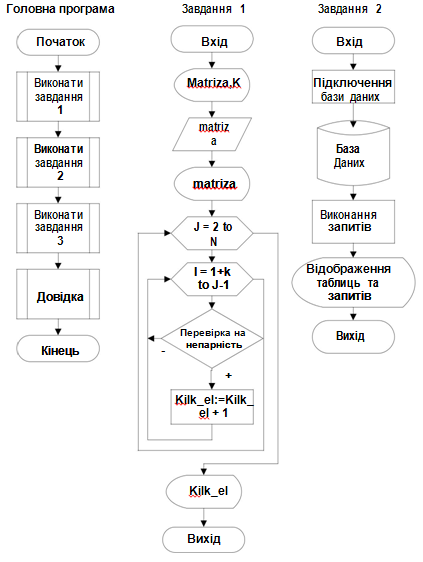 Головна програма
Початок
Виконати
завдання
1
Виконати
завдання
2
Виконати
завдання
3
Довідка
Кінець
Завдання 1
Вхід
Matriza,K
matriz
a
matriza
J = 2 to
N
I = 1+k
to J-1
Перевірка на
непарність
-
+
Kilk_el:=Kilk_
el + 1
Kilk_el
Вихід
Завдання 2
Вхід
Підключення
бази даних
База
Даних
Виконання
запитів
Відображення
таблиць та
запитів
Вихід